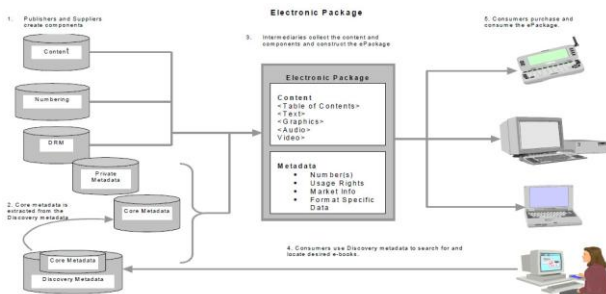 Electronic Package
1. Publishers and Suppliers
create components
Content
Numbering
DRM
Private
Metadata
2. Core metadata is
extracted from the
Discovery metadata
Core Metadata
Core Metadata
Discovery Metadata
3. Intermediaries collect the content and
components and construct the ePackage
Electronic Package
Content
<Table of Contents>
<Text>
<Graphics>
<Audio>
Video>
Metadata
• Number(s)
• Usage Rights
• Market Info
• Format Specific
Data
4. Consumers use Discovery metadata to search for and
locate desired e-books.
5. Consumers purchase and
consume the ePackage.